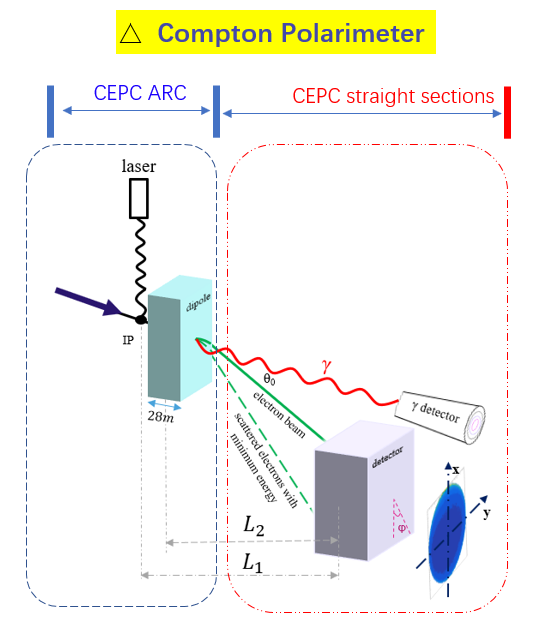 △ Compton Polarimeter
CEPC ARC
CEPC straight sections
laser
dipole
IP
28m
γ
θ₀
electron beam
γ detector
scattered electrons with
minimum energy
detector
x
y
φ
L₂
L₁